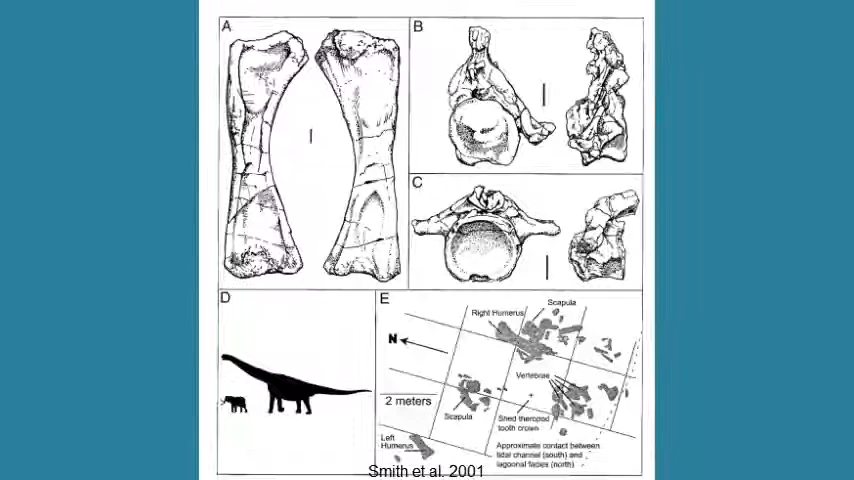 A
B
C
D
E
Scapula
Right Humerus
N
Vertebrae
2 meters
Scapula
Shed theropod
tooth crown
Left
Humerus
Approximate contact between
tidal channel (south) and
lagoonal facies (north)
Smith et al. 2001